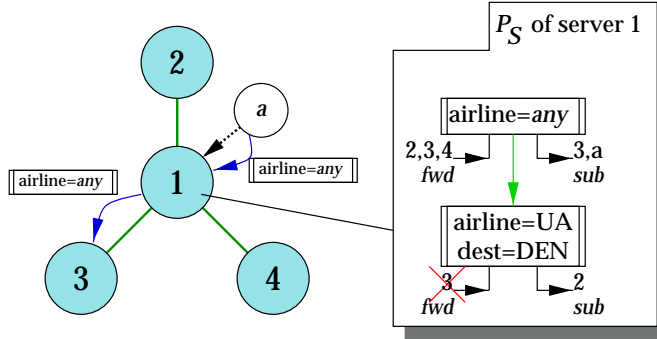 P_S of server 1
2
a
airline=any
2,3,4
fwd
3,a
sub
airline=any
airline=any
1
airline=UA
dest=DEN
3
4
3
fwd
2
sub